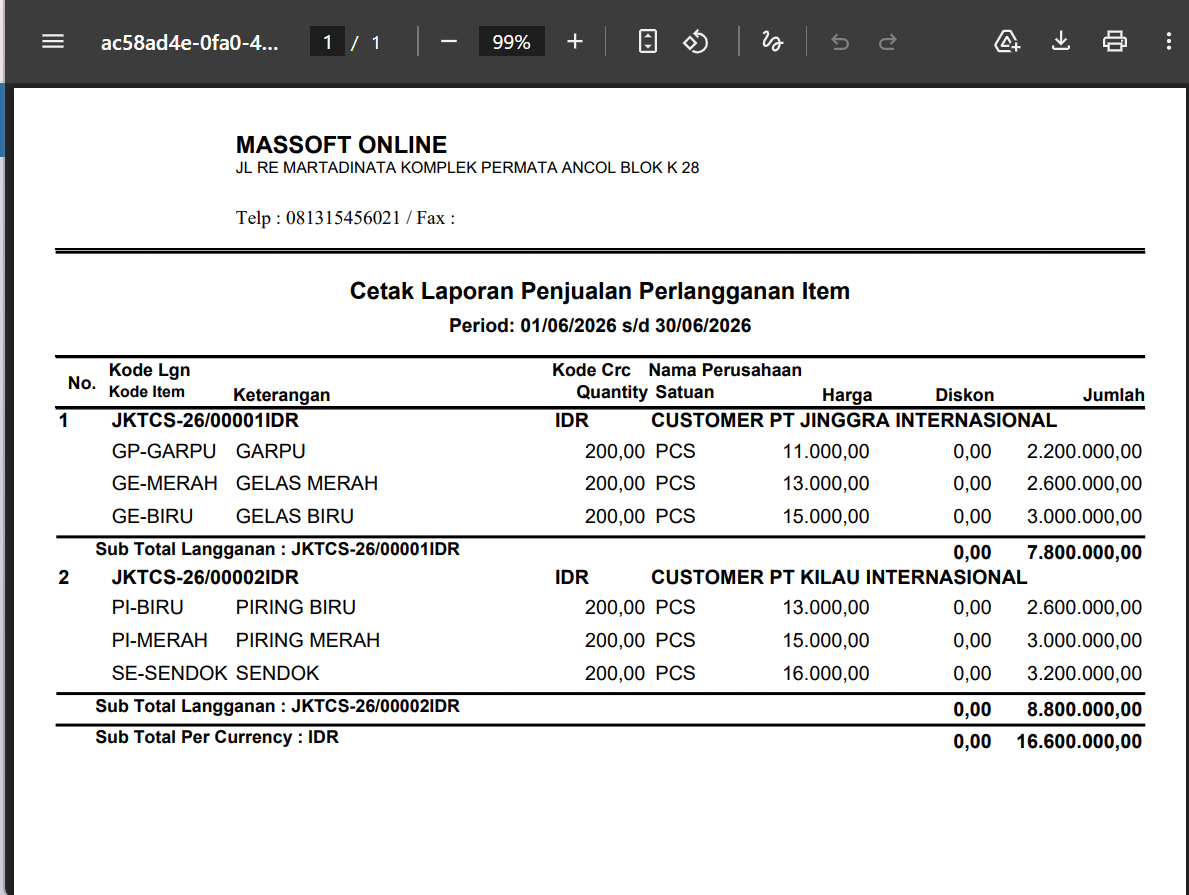 ac58ad4e-0fa0-4... 1 / 1 99%
MASSOFT ONLINE
JL RE MARTADINATA KOMPLEK PERMATA ANCOL BLOK K 28
Telp : 081315456021 / Fax :
Cetak Laporan Penjualan Perlangganan Item
Period: 01/06/2026 s/d 30/06/2026
No. Kode Lgn Kode Crc Nama Perusahaan
Kode Item Keterangan Quantity Satuan Harga Diskon Jumlah
1 JKTCS-26/00001IDR IDR CUSTOMER PT JINGGRA INTERNASIONAL
GP-GARPU GARPU 200,00 PCS 11.000,00 0,00 2.200.000,00
GE-MERAH GELAS MERAH 200,00 PCS 13.000,00 0,00 2.600.000,00
GE-BIRU GELAS BIRU 200,00 PCS 15.000,00 0,00 3.000.000,00
Sub Total Langganan : JKTCS-26/00001IDR 0,00 7.800.000,00
2 JKTCS-26/00002IDR IDR CUSTOMER PT KILAU INTERNASIONAL
PI-BIRU PIRING BIRU 200,00 PCS 13.000,00 0,00 2.600.000,00
PI-MERAH PIRING MERAH 200,00 PCS 15.000,00 0,00 3.000.000,00
SE-SENDOK SENDOK 200,00 PCS 16.000,00 0,00 3.200.000,00
Sub Total Langganan : JKTCS-26/00002IDR 0,00 8.800.000,00
Sub Total Per Currency : IDR 0,00 16.600.000,00